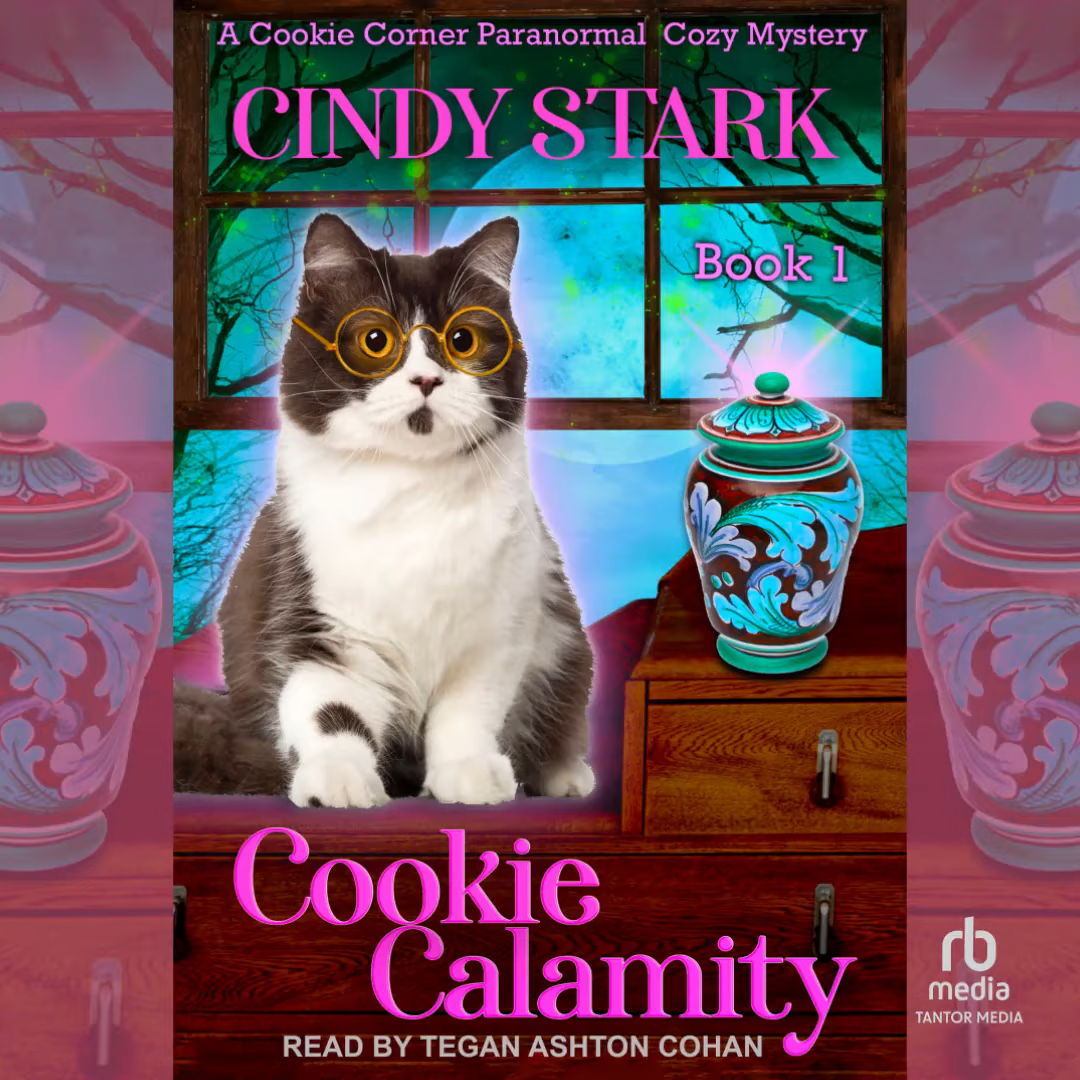 A Cookie Corner Paranormal Cozy Mystery
CINDY STARK
Book 1
Cookie
Calamity
READ BY TEGAN ASHTON COHAN
rb
media
TANTOR MEDIA